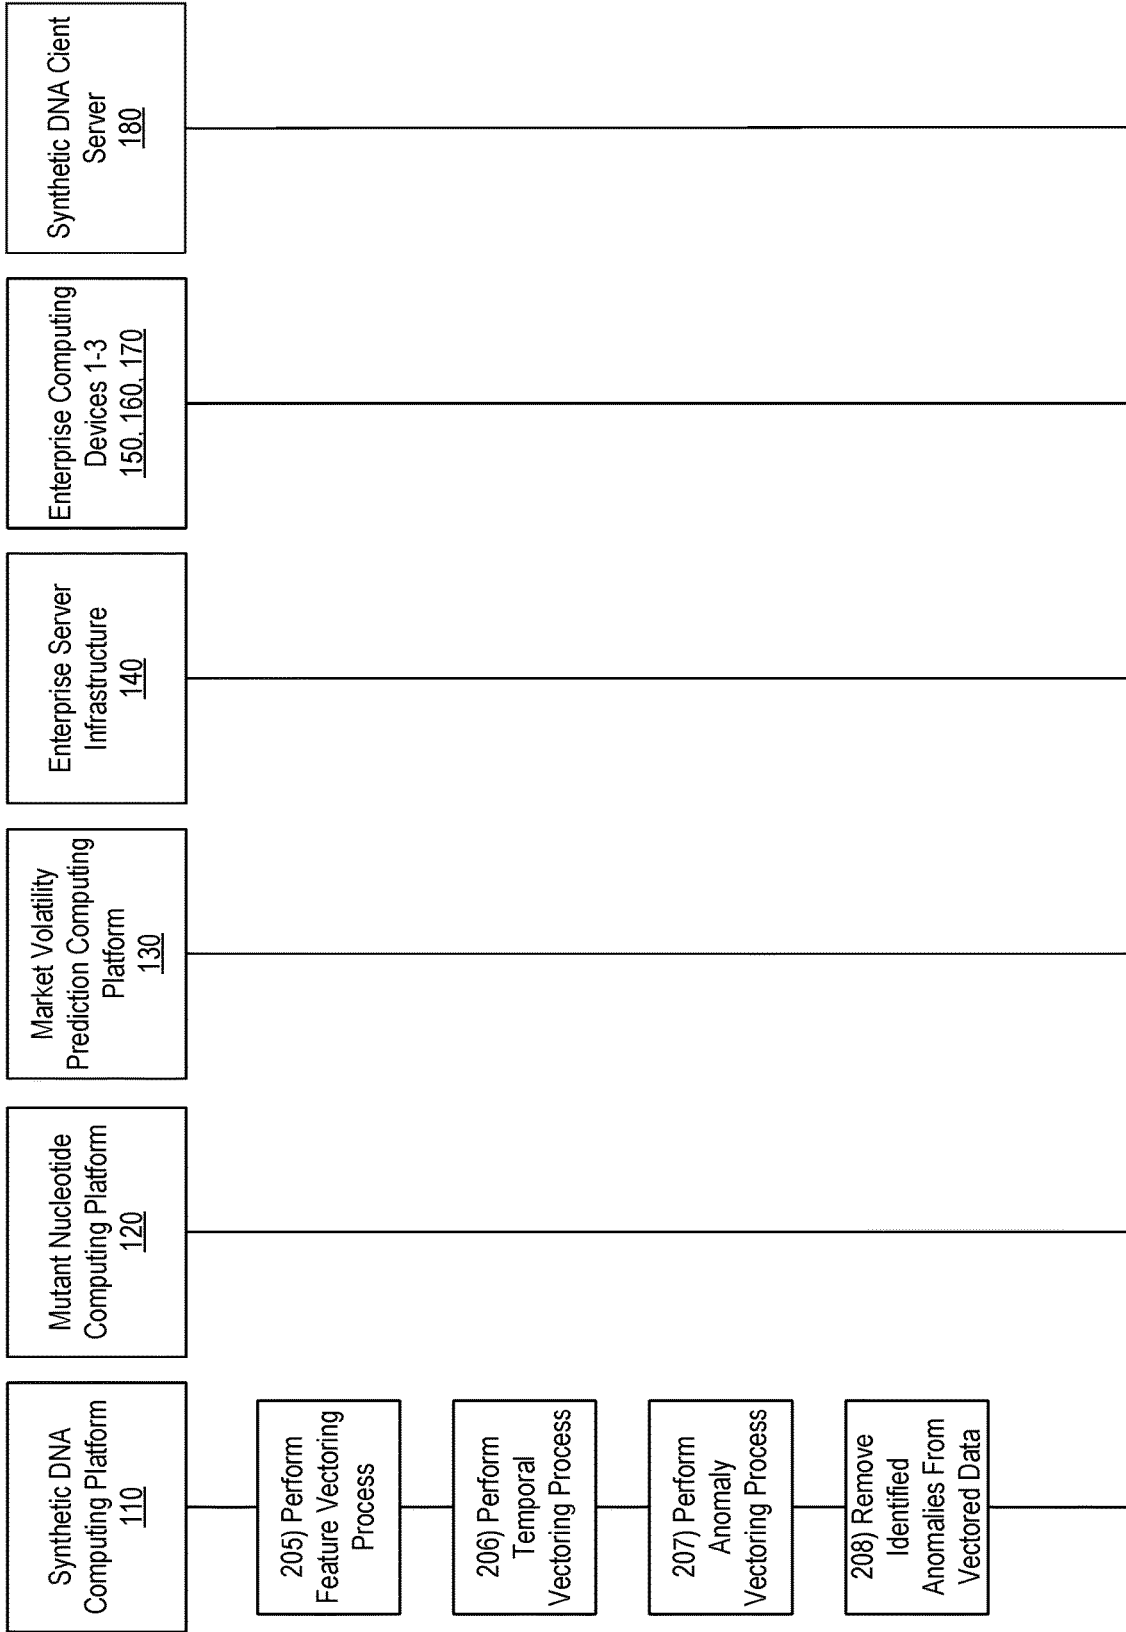 Synthetic DNA
Computing Platform
110
Mutant Nucleotide
Computing Platform
120
Market Volatility
Prediction Computing
Platform
130
Enterprise Server
Infrastructure
140
Enterprise Computing
Devices 1-3
150, 160, 170
Synthetic DNA Cient
Server
180
205) Perform
Feature Vectoring
Process
206) Perform
Temporal
Vectoring Process
207) Perform
Anomaly
Vectoring Process
208) Remove
Identified
Anomalies From
Vectored Data